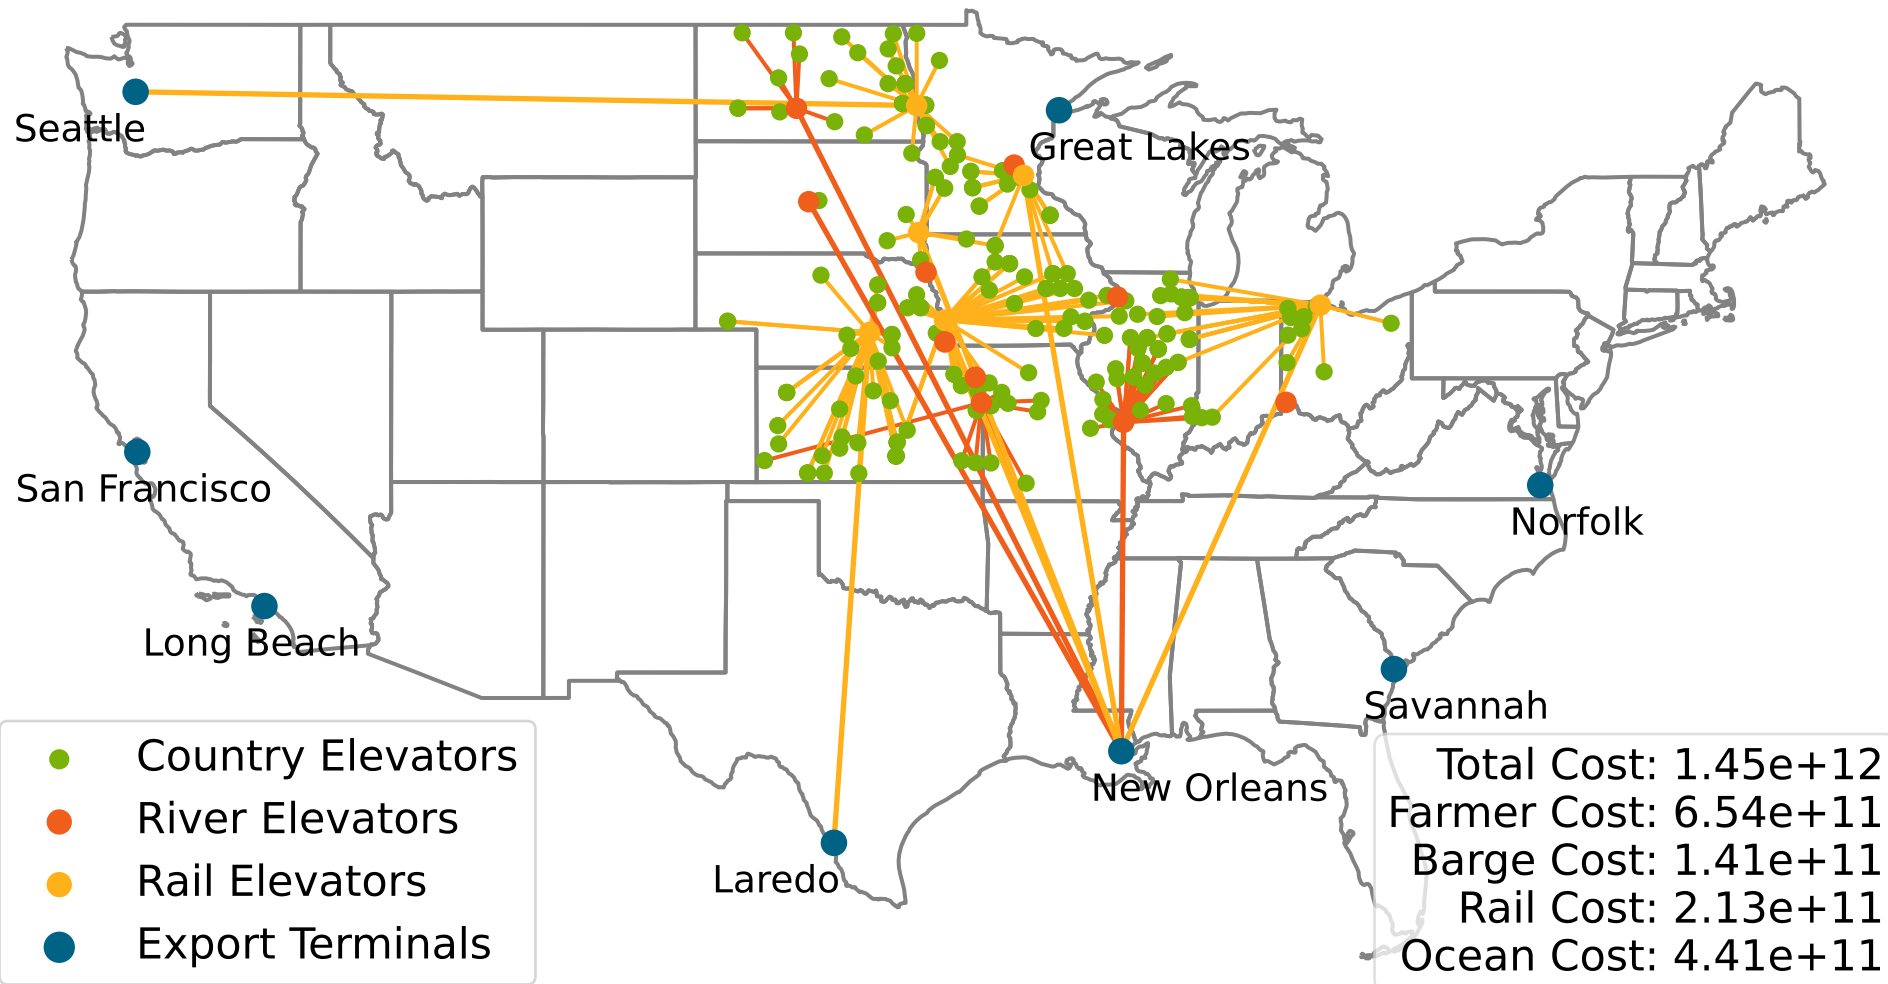 Seattle
Great Lakes
San Francisco
Norfolk
Long Beach
Savannah
New Orleans
Laredo
Country Elevators
River Elevators
Rail Elevators
Export Terminals
Total Cost: 1.45e+12
Farmer Cost: 6.54e+11
Barge Cost: 1.41e+11
Rail Cost: 2.13e+11
Ocean Cost: 4.41e+11